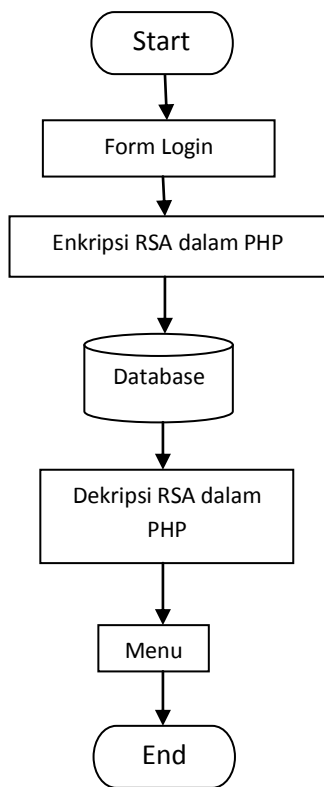 Start
Form Login
Enkripsi RSA dalam PHP
Database
Dekripsi RSA dalam
PHP
Menu
End